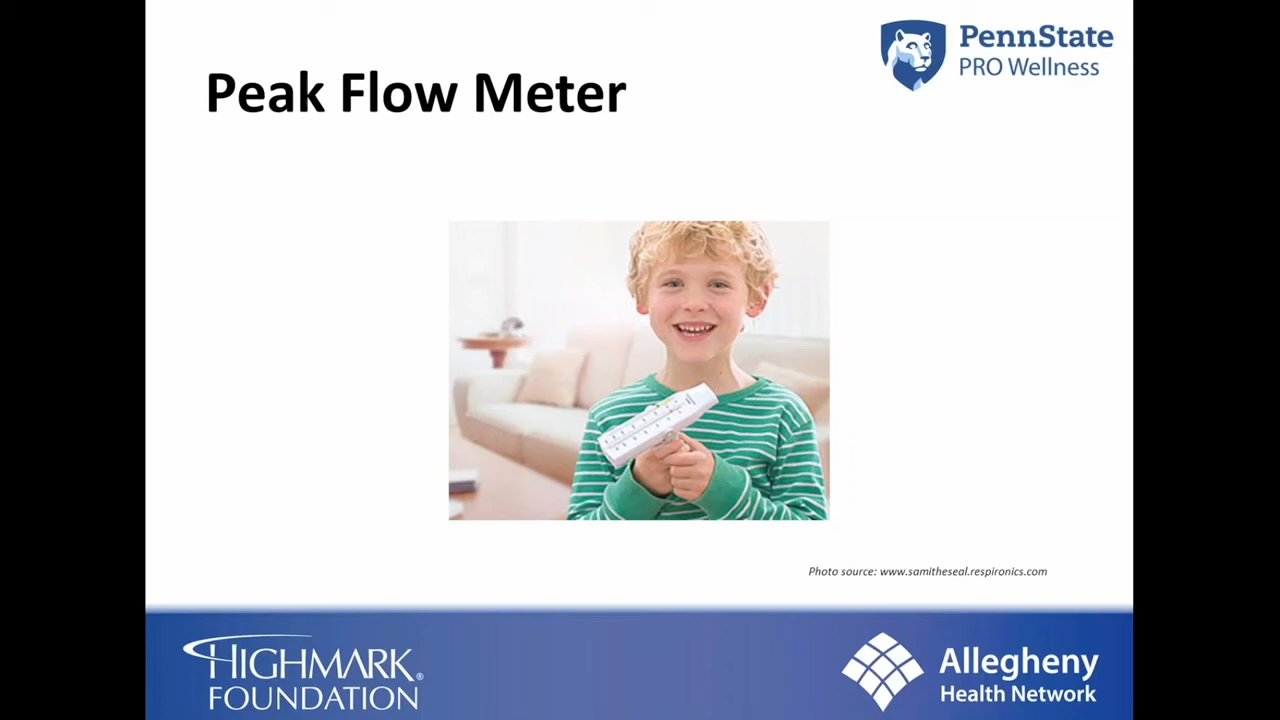 PennState
PRO Wellness
Peak Flow Meter
Photo source: www.samitheseal.respironics.com
HIGHMARK®
FOUNDATION
Allegheny
Health Network